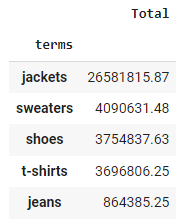 Total
terms
jackets 26581815.87
sweaters 4090631.48
shoes 3754837.63
t-shirts 3696806.25
jeans 864385.25